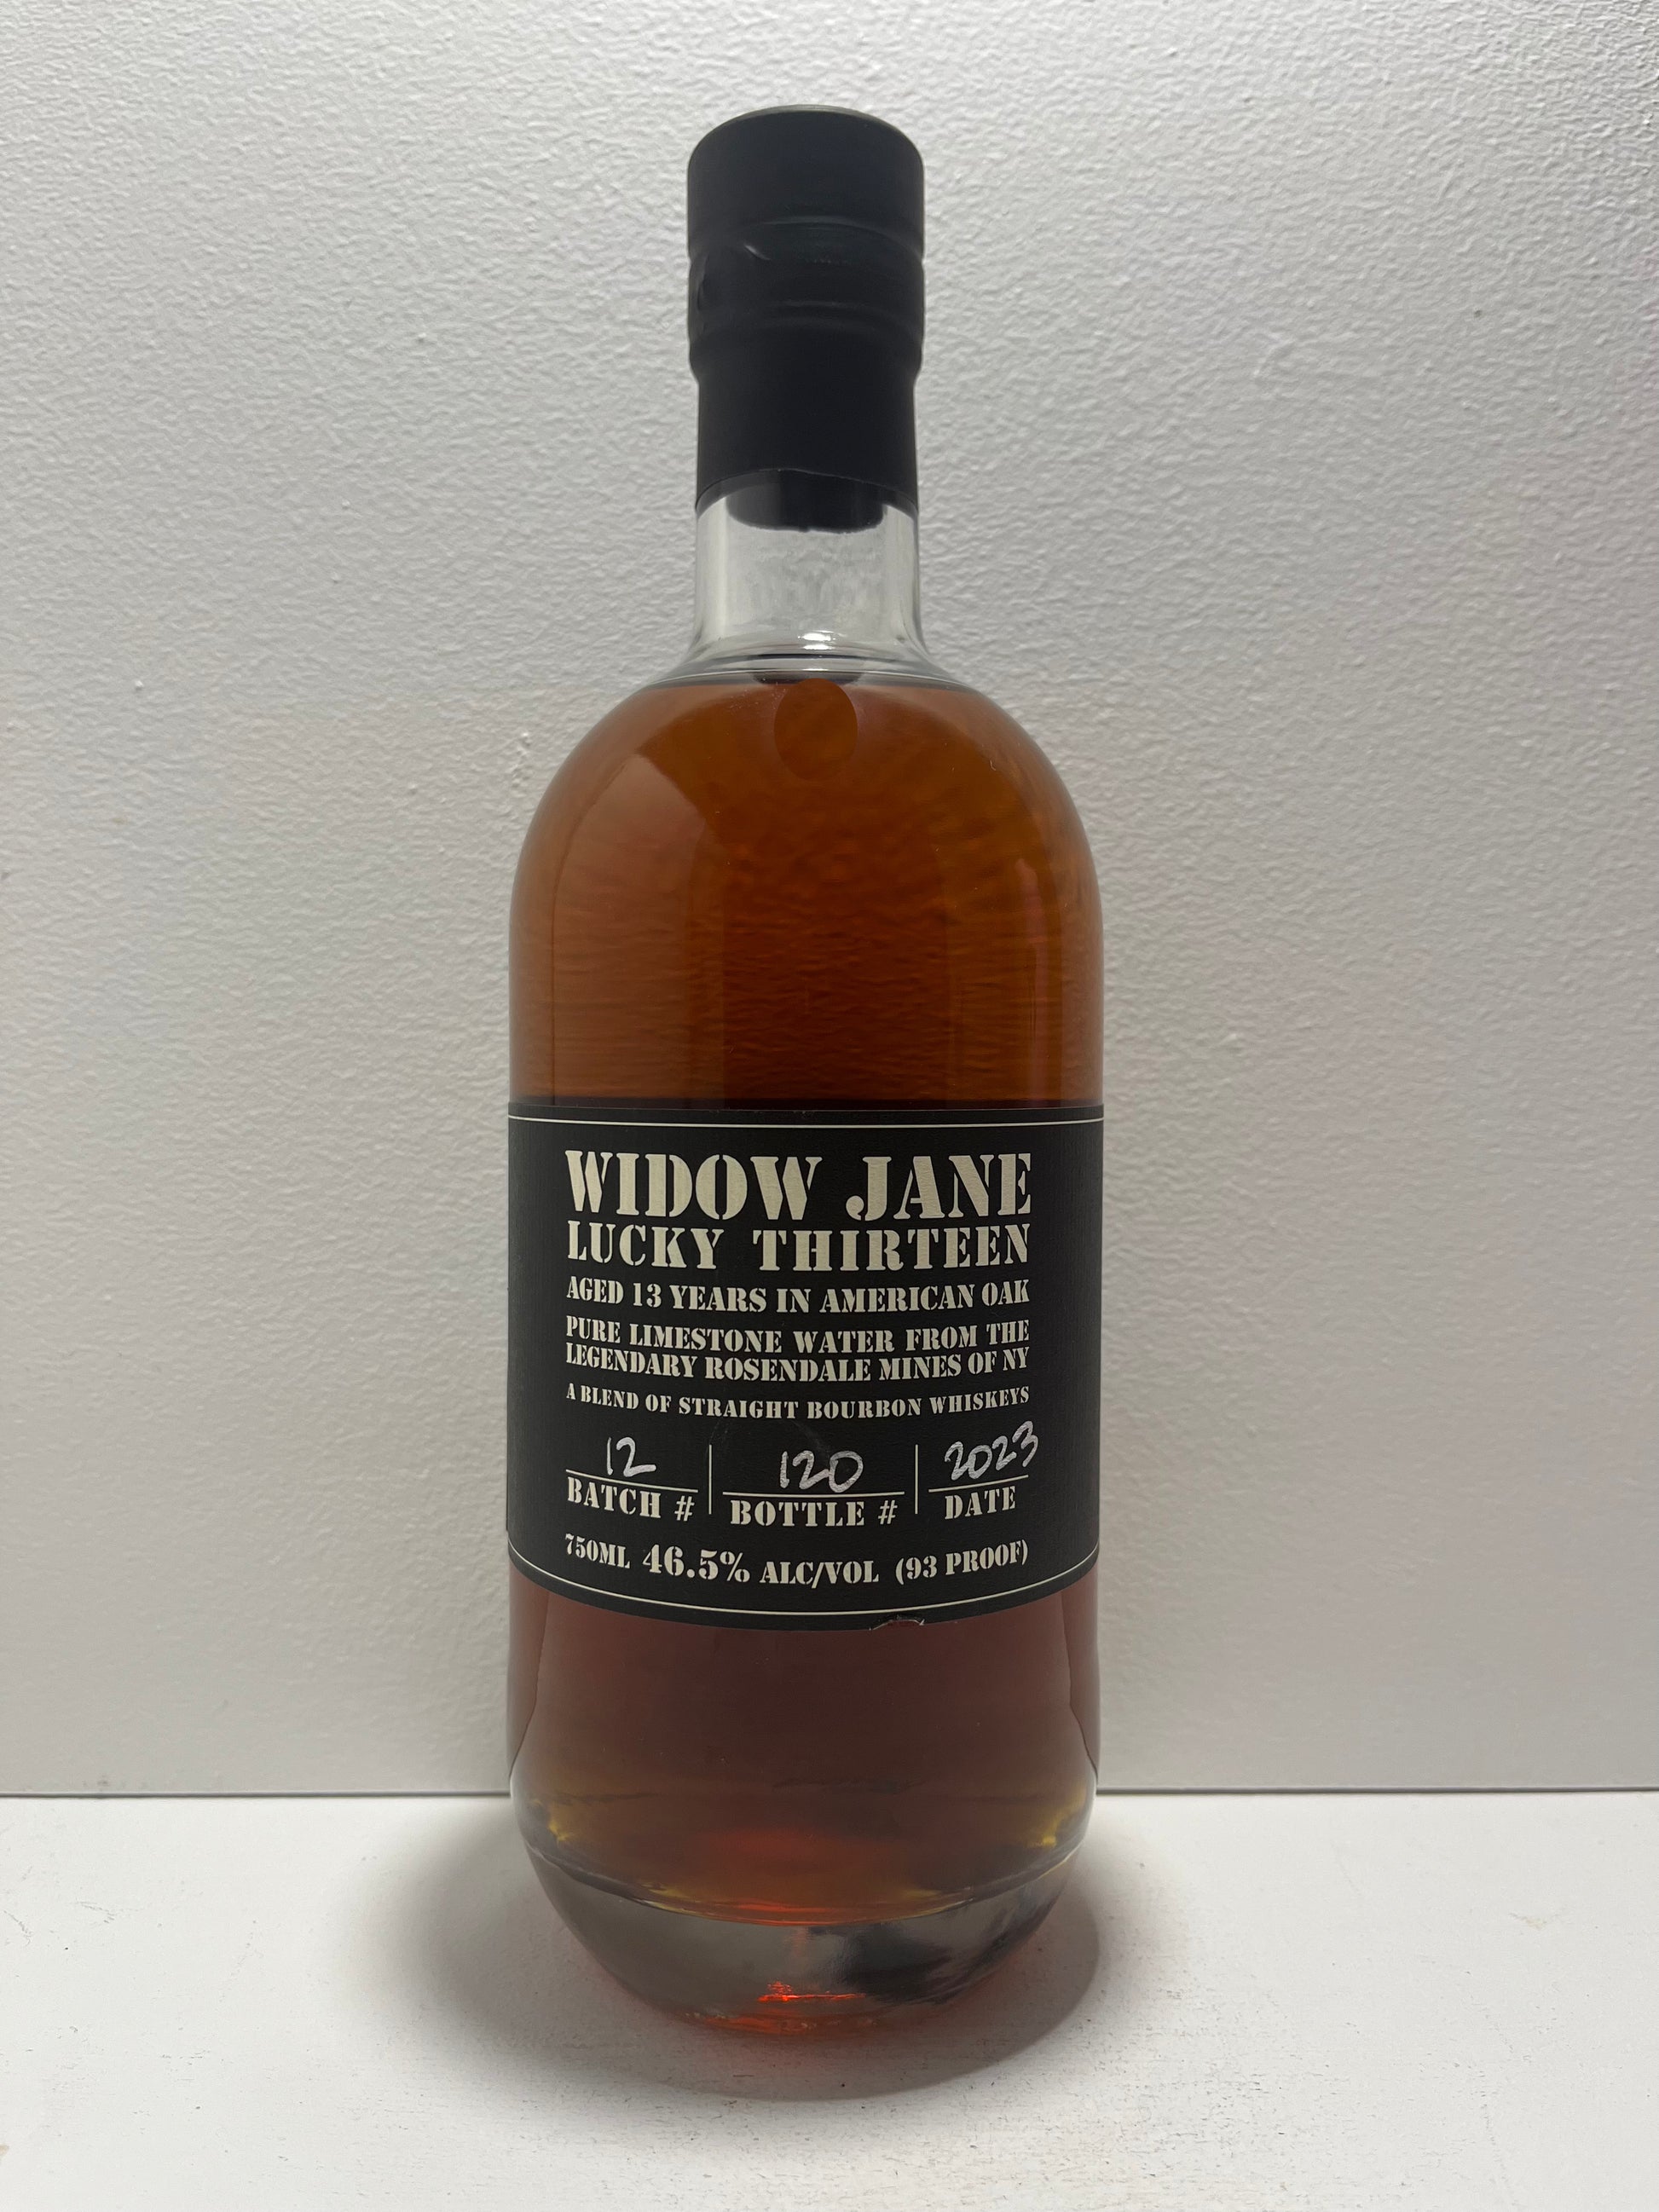 WIDOW JANE
LUCKY THIRTEEN
AGED 13 YEARS IN AMERICAN OAK
PURE LIMESTONE WATER FROM THE
LEGENDARY ROSENDALE MINES OF NY
A BLEND OF STRAIGHT BOURBON WHISKEYS
12 120 2023
BATCH # BOTTLE # DATE
750ML 46.5% ALC/VOL (93 PROOF)